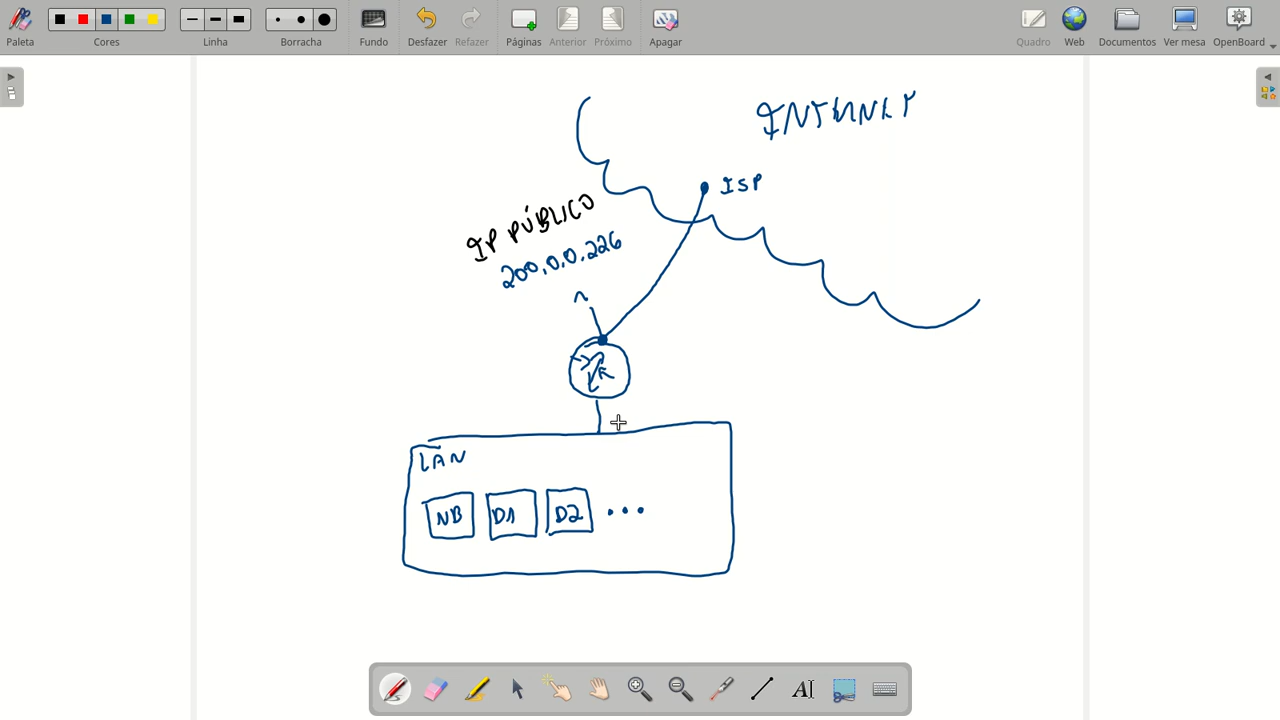 Paleta
Cores
Linha
Borracha
Fundo
Desfazer
Refazer
Páginas
Anterior
Próximo
Apagar
Quadro
Web
Documentos
Ver mesa
OpenBoard
INTERNET
ISP
IP PÚBLICO
200.0.0.226
LAN
NB
D1
D2
...
AI